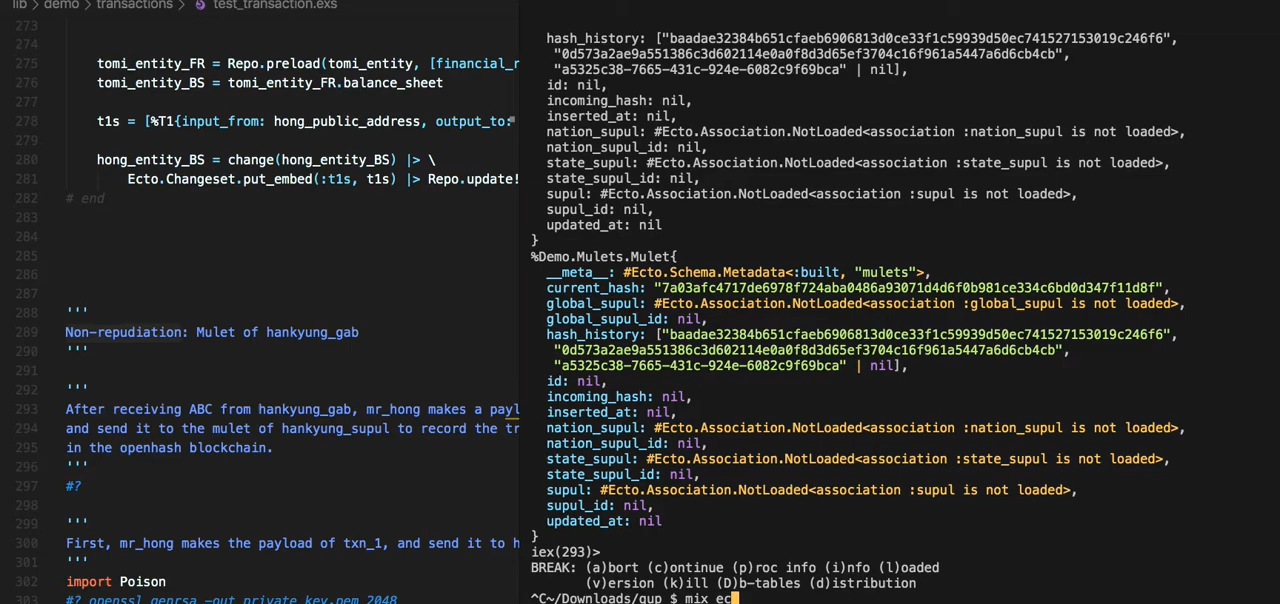 lib > demo > transactions > test_transaction.exs
273
274
275 tomi_entity_FR = Repo.preload(tomi_entity, [financial_r
276 tomi_entity_BS = tomi_entity_FR.balance_sheet
277
278 t1s = [%T1{input_from: hong_public_address, output_to:
279
280 hong_entity_BS = change(hong_entity_BS) |> \
281 Ecto.Changeset.put_embed(:t1s, t1s) |> Repo.update!
282 # end
283
284
285
286
287
288 '''
289 Non-repudiation: Mulet of hankyung_gab
290 '''
291
292 '''
293 After receiving ABC from hankyung_gab, mr_hong makes a payl
294 and send it to the mulet of hankyung_supul to record the tr
295 in the openhash blockchain.
296 '''
297 #?
298
299 '''
300 First, mr_hong makes the payload of txn_1, and send it to h
301 '''
302 import Poison
303 #? openssl genrsa -out private_key.pem 2048
hash_history: ["baadae32384b651cfaeb6906813d0ce33f1c59939d50ec741527153019c246f6",
"0d573a2ae9a551386c3d602114e0a0f8d3d65ef3704c16f961a5447a6d6cb4cb",
"a5325c38-7665-431c-924e-6082c9f69bca" | nil],
id: nil,
incoming_hash: nil,
inserted_at: nil,
nation_supul: #Ecto.Association.NotLoaded<association :nation_supul is not loaded>,
nation_supul_id: nil,
state_supul: #Ecto.Association.NotLoaded<association :state_supul is not loaded>,
state_supul_id: nil,
supul: #Ecto.Association.NotLoaded<association :supul is not loaded>,
supul_id: nil,
updated_at: nil
}
%Demo.Mulets.Mulet{
__meta__: #Ecto.Schema.Metadata<:built, "mulets">,
current_hash: "7a03afc4717de6978f724aba0486a93071d4d6f0b981ce334c6bd0d347f11d8f",
global_supul: #Ecto.Association.NotLoaded<association :global_supul is not loaded>,
global_supul_id: nil,
hash_history: ["baadae32384b651cfaeb6906813d0ce33f1c59939d50ec741527153019c246f6",
"0d573a2ae9a551386c3d602114e0a0f8d3d65ef3704c16f961a5447a6d6cb4cb",
"a5325c38-7665-431c-924e-6082c9f69bca" | nil],
id: nil,
incoming_hash: nil,
inserted_at: nil,
nation_supul: #Ecto.Association.NotLoaded<association :nation_supul is not loaded>,
nation_supul_id: nil,
state_supul: #Ecto.Association.NotLoaded<association :state_supul is not loaded>,
state_supul_id: nil,
supul: #Ecto.Association.NotLoaded<association :supul is not loaded>,
supul_id: nil,
updated_at: nil
}
iex(293)>
BREAK: (a)bort (c)ontinue (p)roc info (i)nfo (l)oaded
(v)ersion (k)ill (D)b-tables (d)istribution
^C~/Downloads/gup $ mix ec